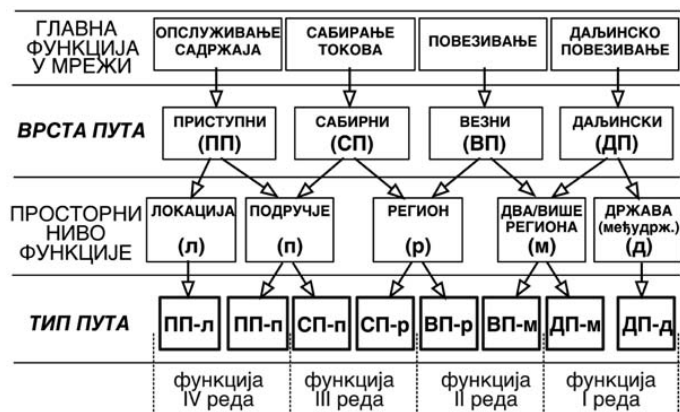 ГЛАВНА
ФУНКЦИЈА
У МРЕЖИ
ОПСЛУЖИВАЊЕ
САДРЖАЈА
САБИРАЊЕ
ТОКОВА
ПОВЕЗИВАЊЕ
ДАЉИНСКО
ПОВЕЗИВАЊЕ
ВРСТА ПУТА
ПРИСТУПНИ
(ПП)
САБИРНИ
(СП)
ВЕЗНИ
(ВП)
ДАЉИНСКИ
(ДП)
ПРОСТОРНИ
НИВО
ФУНКЦИЈЕ
ЛОКАЦИЈА
(л)
ПОДРУЧЈЕ
(п)
РЕГИОН
(р)
ДВА/ВИШЕ
РЕГИОНА
(м)
ДРЖАВА
(међудрж.)
(д)
ТИП ПУТА
ПП-л
ПП-п
СП-п
СП-р
ВП-р
ВП-м
ДП-м
ДП-д
функција
IV реда
функција
III реда
функција
II реда
функција
I реда